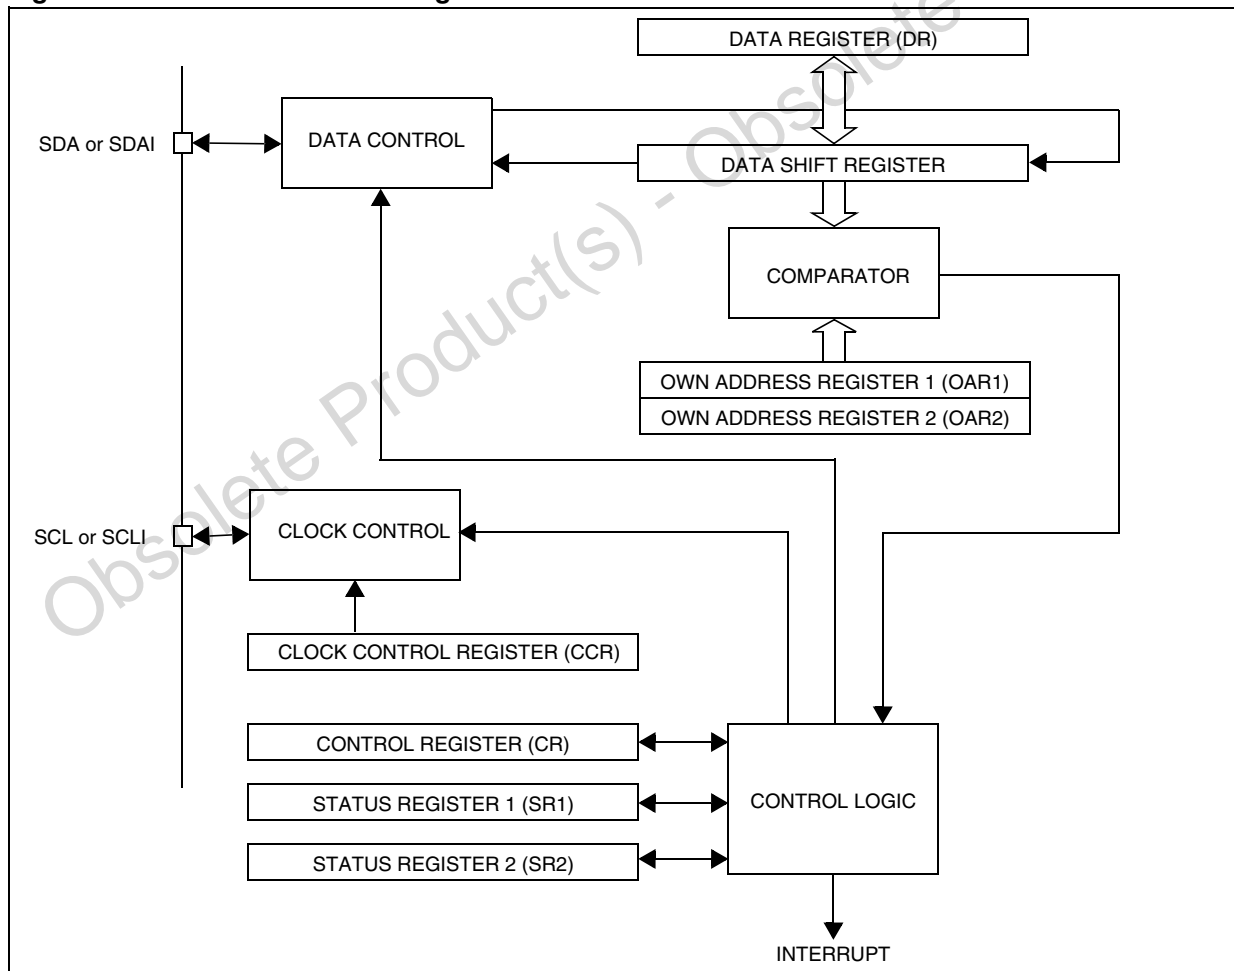 DATA REGISTER (DR)
SDA or SDAI
DATA CONTROL
DATA SHIFT REGISTER
COMPARATOR
OWN ADDRESS REGISTER 1 (OAR1)
OWN ADDRESS REGISTER 2 (OAR2)
SCL or SCLI
CLOCK CONTROL
CLOCK CONTROL REGISTER (CCR)
CONTROL REGISTER (CR)
STATUS REGISTER 1 (SR1)
CONTROL LOGIC
STATUS REGISTER 2 (SR2)
INTERRUPT
Obsolete Product(s) - Obsolete